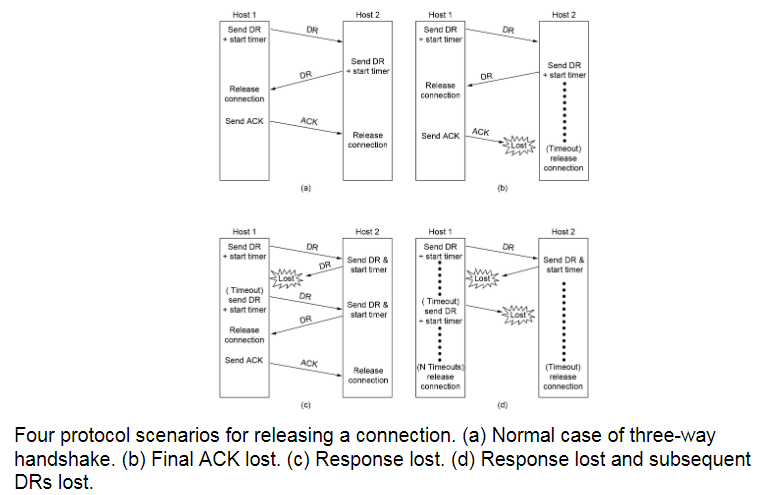 Host 1
Host 2
Send DR
+ start timer
DR
Send DR
+ start timer
DR
Release
connection
Send ACK
ACK
Release
connection
(a)
Host 1
Host 2
Send DR
+ start timer
DR
Send DR
+ start timer
DR
Release
connection
Send ACK
ACK
Lost
(Timeout)
release
connection
(b)
Host 1
Host 2
Send DR
+ start timer
DR
Send DR &
start timer
DR
Lost
( Timeout)
send DR
+ start timer
DR
Send DR &
start timer
DR
Release
connection
Send ACK
ACK
Release
connection
(c)
Host 1
Host 2
Send DR
+ start timer
DR
Send DR &
start timer
Lost
( Timeout)
send DR
+ start timer
Lost
(N Timeouts)
release
connection
(Timeout)
release
connection
(d)
Four protocol scenarios for releasing a connection. (a) Normal case of three-way
handshake. (b) Final ACK lost. (c) Response lost. (d) Response lost and subsequent
DRs lost.